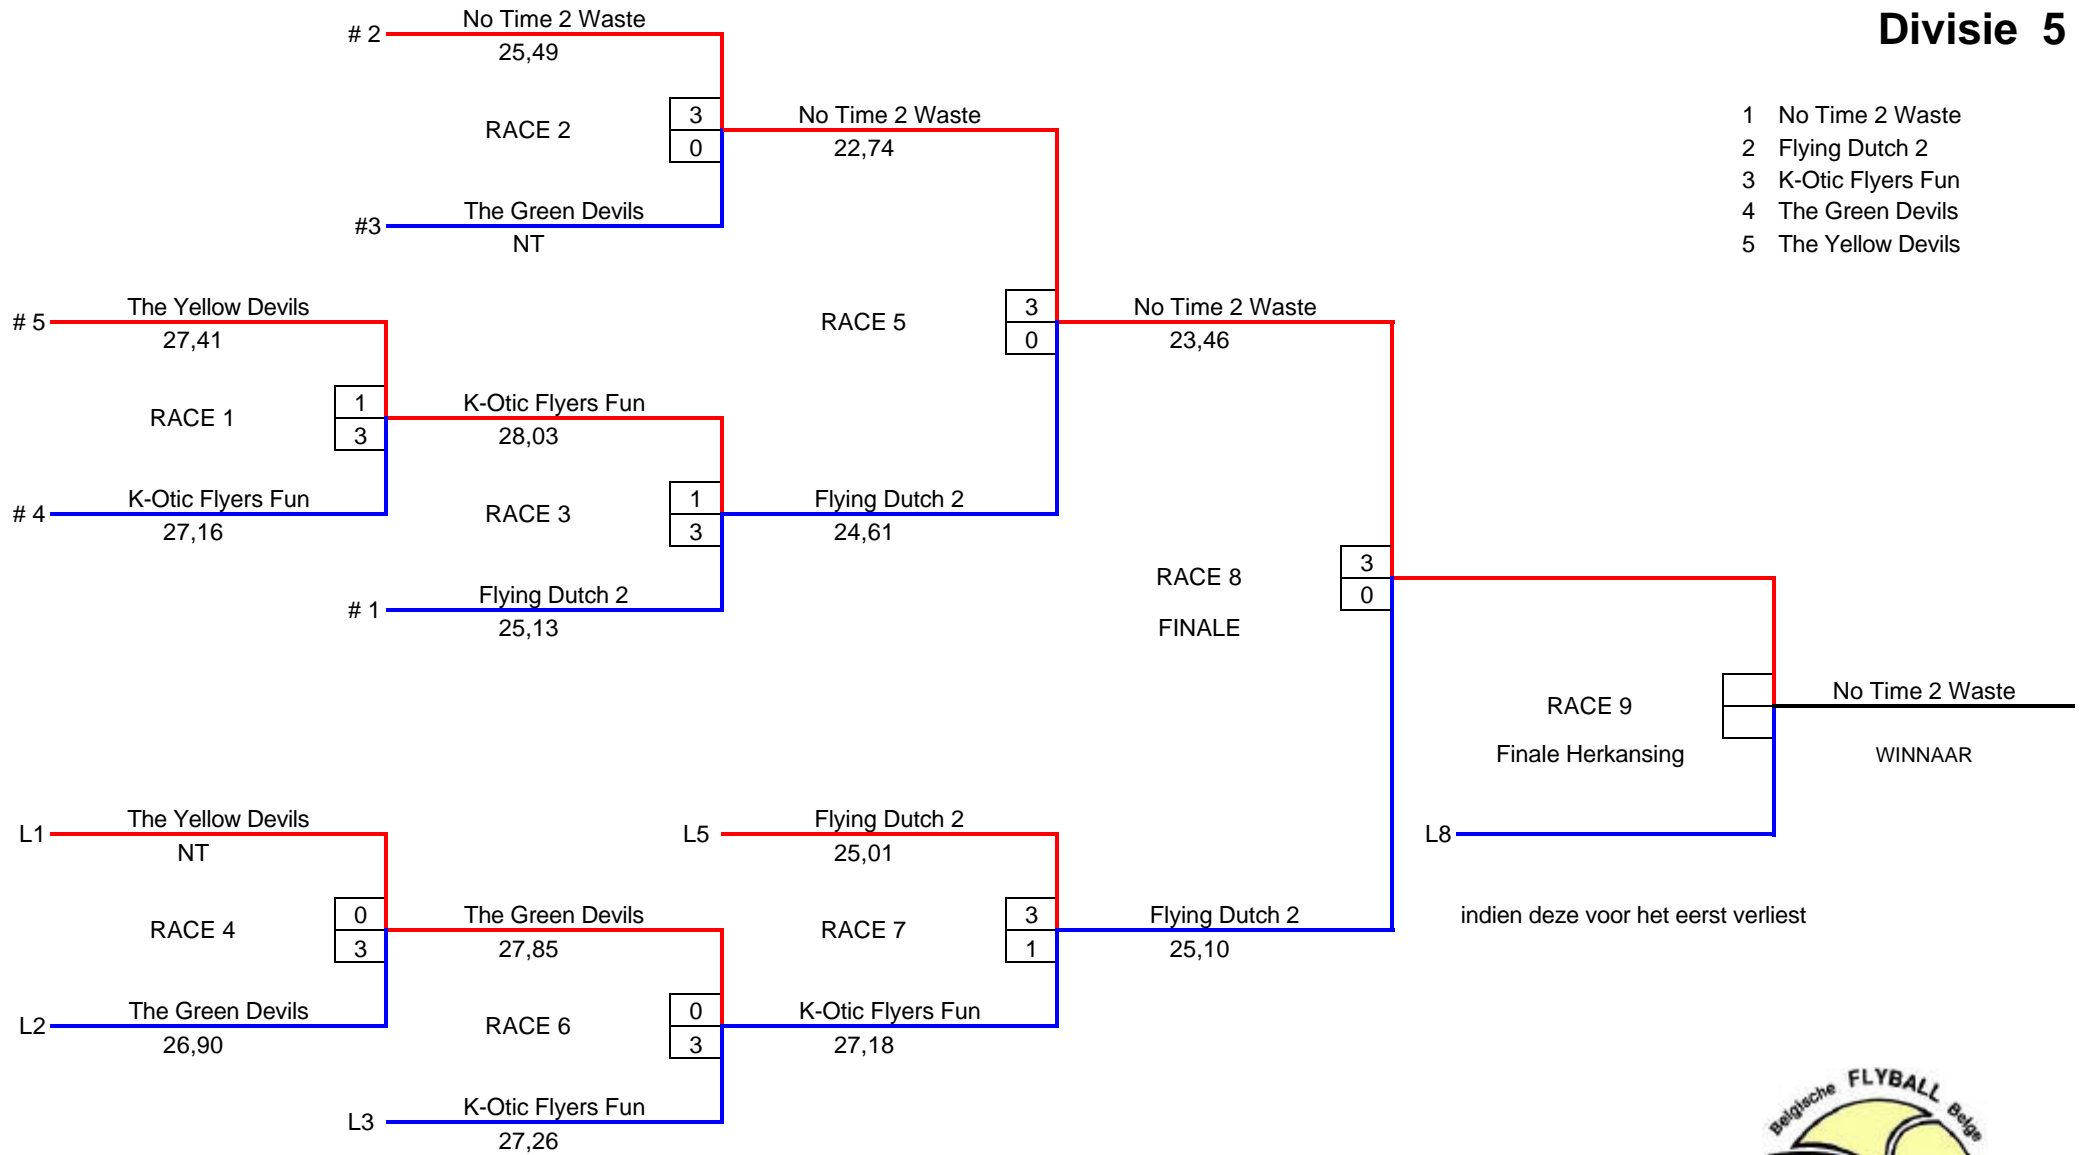 Divisie 5
No Time 2 Waste
# 2
25,49
RACE 2
3
0
No Time 2 Waste
22,74
The Green Devils
#3
NT
1 No Time 2 Waste
2 Flying Dutch 2
3 K-Otic Flyers Fun
4 The Green Devils
5 The Yellow Devils
The Yellow Devils
# 5
27,41
RACE 5
3
0
No Time 2 Waste
23,46
RACE 1
1
3
K-Otic Flyers Fun
28,03
K-Otic Flyers Fun
# 4
27,16
RACE 3
1
3
Flying Dutch 2
24,61
Flying Dutch 2
# 1
25,13
RACE 8
3
0
FINALE
RACE 9
Finale Herkansing
No Time 2 Waste
WINNAAR
The Yellow Devils
L1
NT
L5
Flying Dutch 2
25,01
L8
RACE 4
0
3
The Green Devils
27,85
RACE 7
3
1
Flying Dutch 2
25,10
indien deze voor het eerst verliest
The Green Devils
L2
26,90
RACE 6
0
3
K-Otic Flyers Fun
27,18
K-Otic Flyers Fun
L3
27,26
Belgische FLYBALL Belge